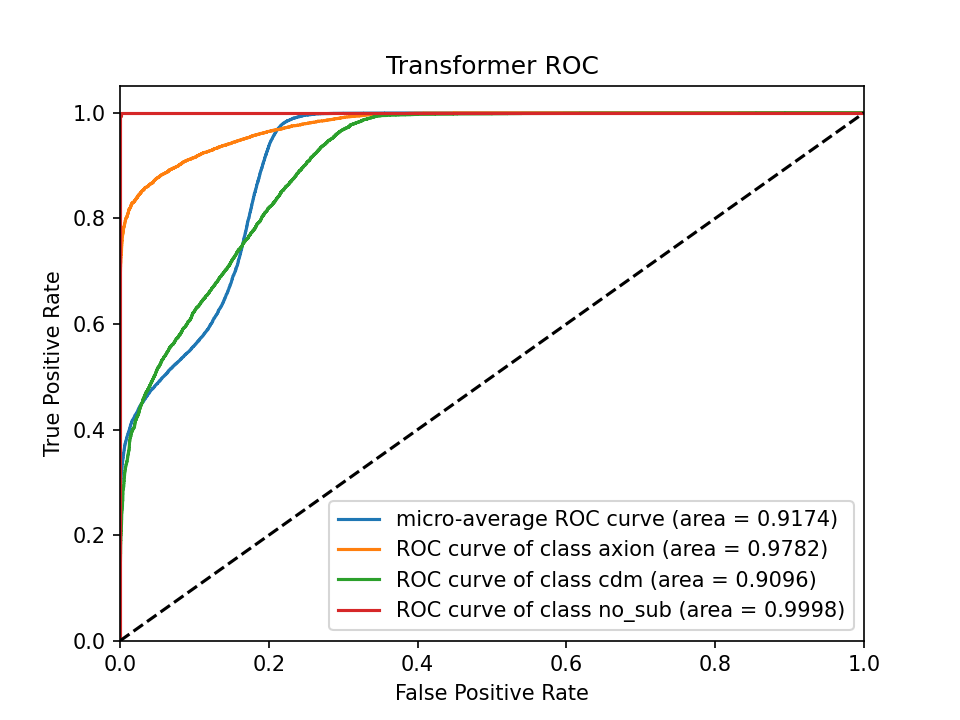 Transformer ROC
True Positive Rate
1.0
0.8
0.6
0.4
0.2
0.0
micro-average ROC curve (area = 0.9174)
ROC curve of class axion (area = 0.9782)
ROC curve of class cdm (area = 0.9096)
ROC curve of class no_sub (area = 0.9998)
0.0 0.2 0.4 0.6 0.8 1.0
False Positive Rate